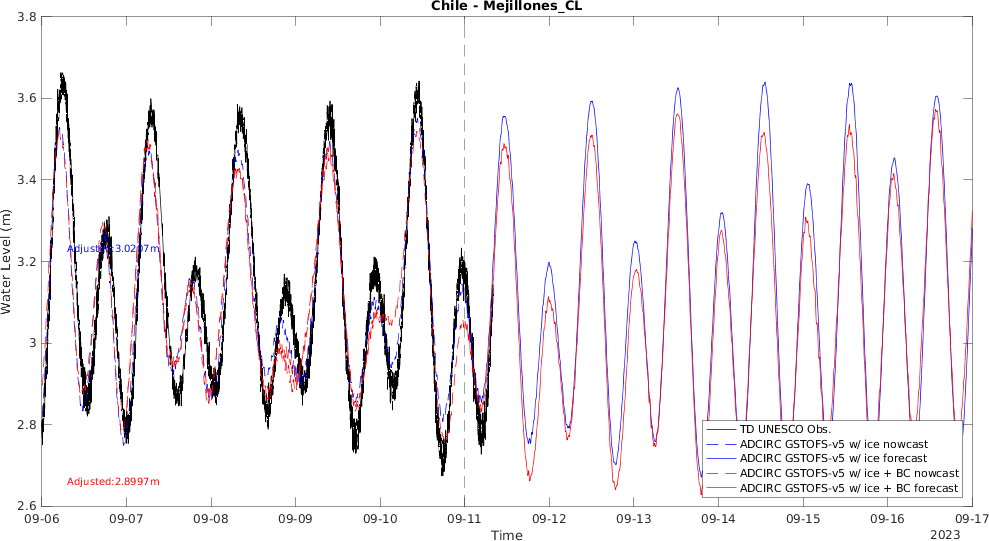 Chile - Mejillones_CL
3.8
3.6
3.4
3.2
3
2.8
2.6
Water Level (m)
Adjusted:3.0207m
Adjusted:2.8997m
TD UNESCO Obs.
ADCIRC GSTOFS-v5 w/ ice nowcast
ADCIRC GSTOFS-v5 w/ ice forecast
ADCIRC GSTOFS-v5 w/ ice + BC nowcast
ADCIRC GSTOFS-v5 w/ ice + BC forecast
09-06 09-07 09-08 09-09 09-10 09-11 09-12 09-13 09-14 09-15 09-16 09-17
Time
2023